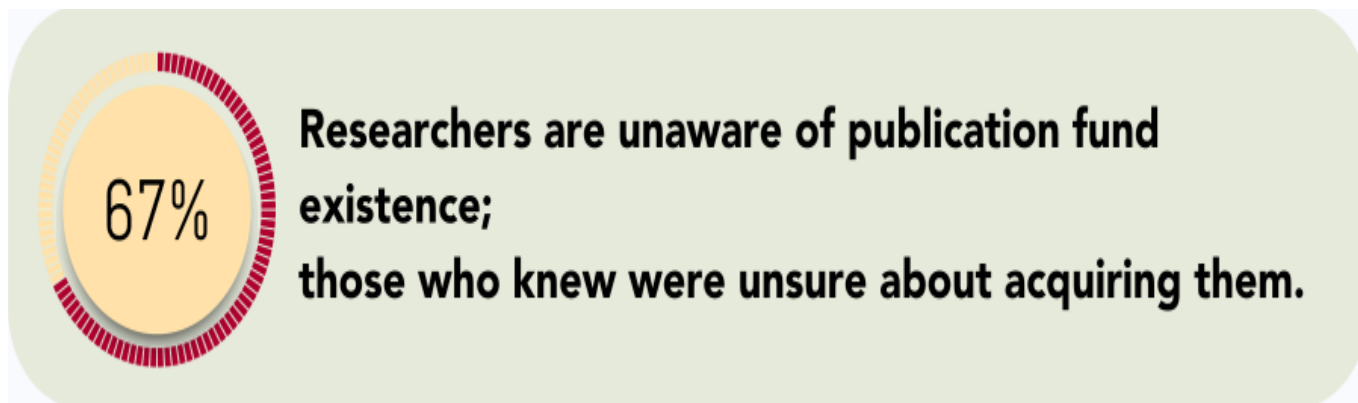 67%
Researchers are unaware of publication fund
existence;
those who knew were unsure about acquiring them.